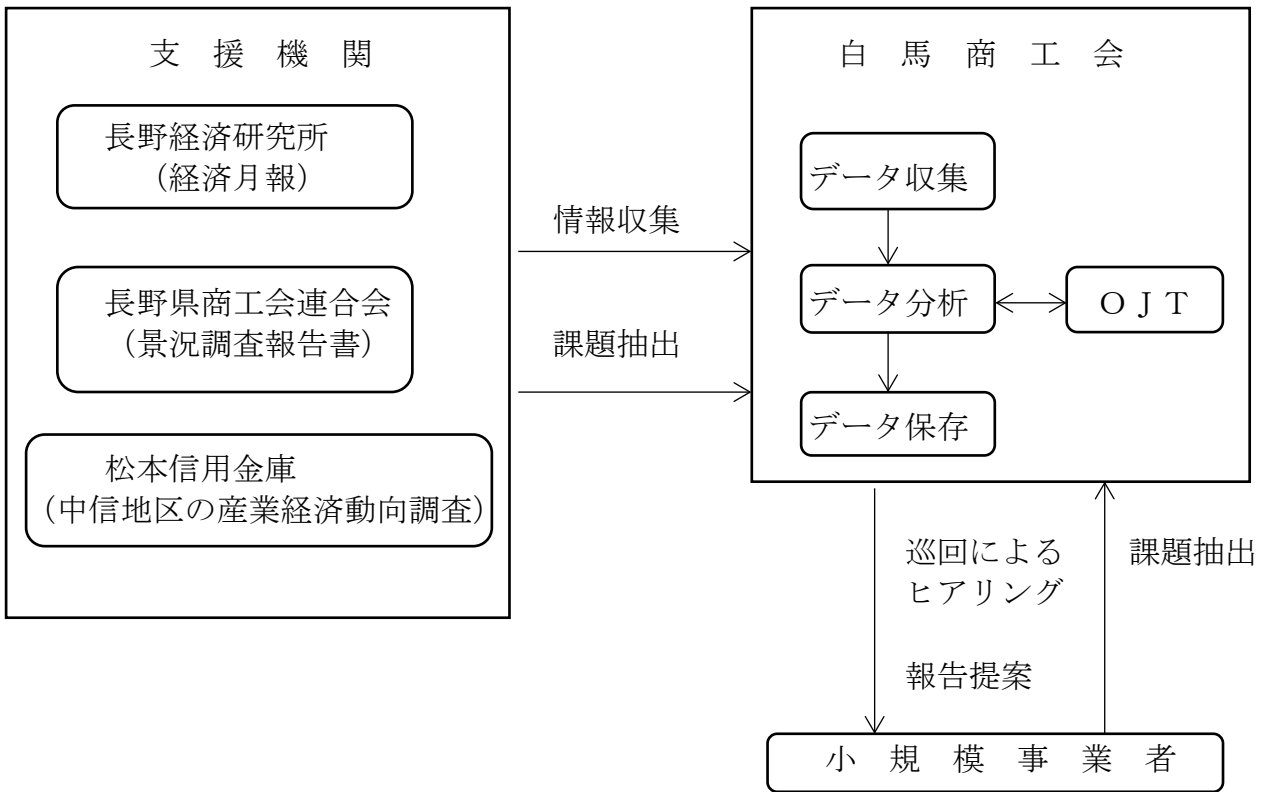 支援機関
長野経済研究所
（経済月報）
長野県商工会連合会
（景況調査報告書）
松本信用金庫
（中信地区の産業経済動向調査）
情報収集
課題抽出
白馬商工会
データ収集
データ分析
OJT
データ保存
巡回による
ヒアリング
報告提案
課題抽出
小規模事業者